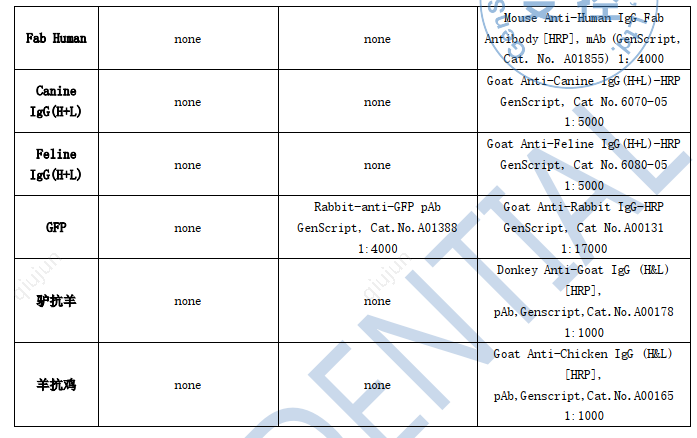 Fab Human
none
none
Mouse Anti-Human IgG Fab
Antibody[HRP], mAb(GenScript,
Cat. No. A01855) 1: 4000
Canine
IgG(H+L)
none
none
Goat Anti-Canine IgG(H+L)-HRP
GenScript, Cat No.6070-05
1:5000
Feline
IgG(H+L)
none
none
Goat Anti-Feline IgG(H+L)-HRP
GenScript, Cat No.6080-05
1:5000
GFP
none
Rabbit-anti-GFP pAb
GenScript, Cat.No.A01388
1:4000
Goat Anti-Rabbit IgG-HRP
GenScript, Cat No.A00131
1:17000
驴抗羊
none
none
Donkey Anti-Goat IgG (H&L)
[HRP],
pAb,Genscript,Cat.No.A00178
1:1000
羊抗鸡
none
none
Goat Anti-Chicken IgG (H&L)
[HRP],
pAb,Genscript,Cat.No.A00165
1:1000
qiujun
qiujun
DENTIAL